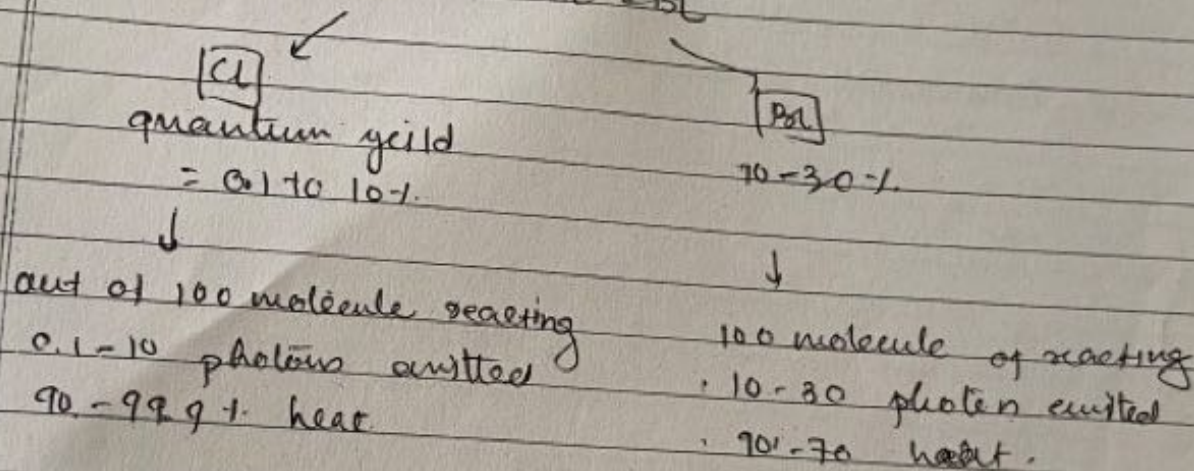 CL
quantum yeild
= 0.1 to 10%.
↓
out of 100 molecule reacting
0.1-10 photons emitted
90-99.9% heat
BL
10-30%.
↓
100 molecule of reacting
. 10-30 photon emitted
. 90-70 heat.